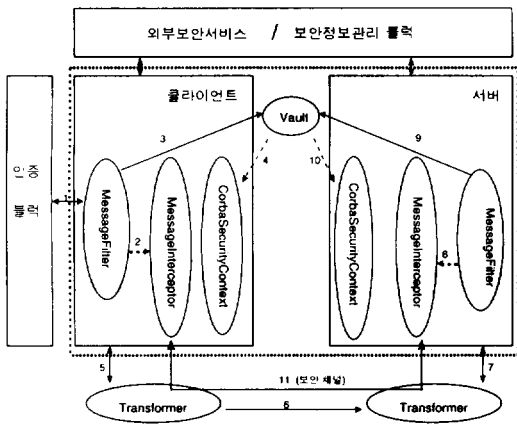 외부보안서비스 / 보안정보관리 블럭
클라이언트
서버
Vault
3
9
4
10
인증 블럭
MessageFilter
2
MessageInterceptor
CorbaSecurityContext
CorbaSecurityContext
MessageInterceptor
8
MessageFilter
5
11 (보안 채널)
7
Transformer
6
Transformer